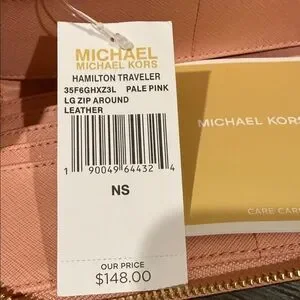 MICHAEL
MICHAEL KORS
HAMILTON TRAVELER
35F6GHXZ3L PALE PINK
LG ZIP AROUND
LEATHER
1 90049 64432 4
NS
OUR PRICE
$148.00
MICHAEL KORS
CARE CARD